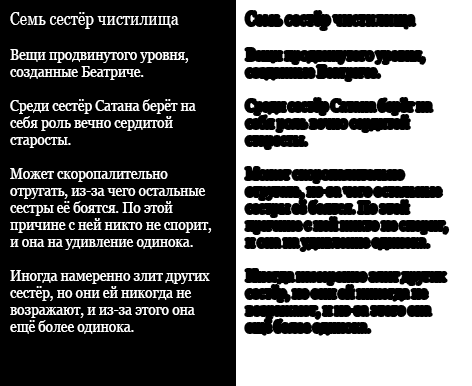 Семь сестёр чистилища
Вещи продвинутого уровня,
созданные Беатриче.
Среди сестёр Сатана берёт на
себя роль вечно сердитой
старосты.
Может скоропалительно
отругать, из-за чего остальные
сестры её боятся. По этой
причине с ней никто не спорит,
и она на удивление одинока.
Иногда намеренно злит других
сестёр, но они ей никогда не
возражают, и из-за этого она
ещё более одинока.
Семь сестёр чистилища
Вещи продвинутого уровня,
созданные Беатриче.
Среди сестёр Сатана берёт на
себя роль вечно сердитой
старосты.
Может скоропалительно
отругать, из-за чего остальные
сестры её боятся. По этой
причине с ней никто не спорит,
и она на удивление одинока.
Иногда намеренно злит других
сестёр, но они ей никогда не
возражают, и из-за этого она
ещё более одинока.